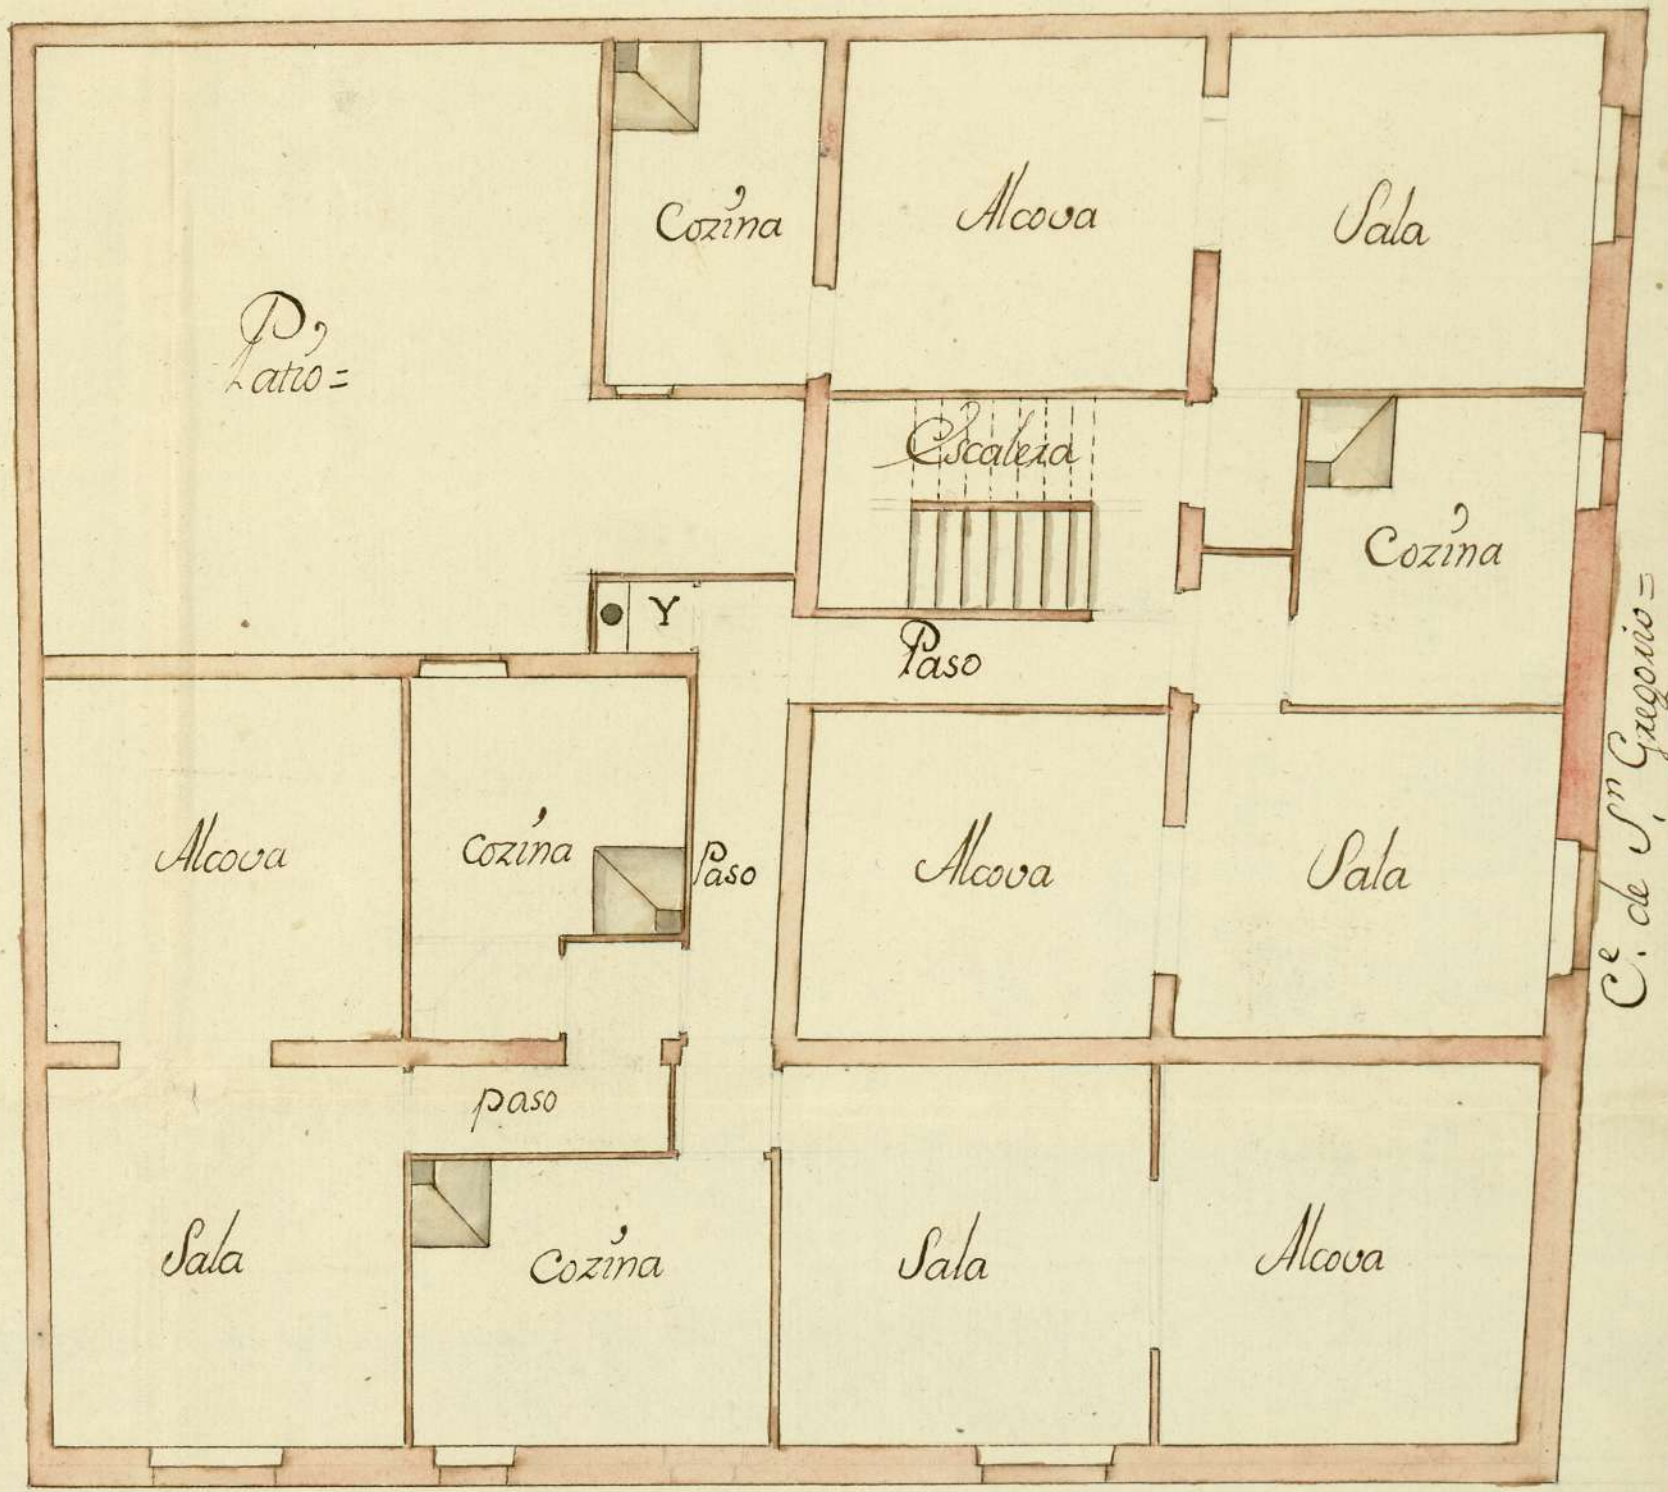 Cozina
Alcova
Sala
Patio=
Escalera
Cozina
Y
Paso
Alcova
Cozina
Paso
Alcova
Sala
paso
Sala
Cozina
Sala
Alcova
Cᵉ. de Sⁿ. Gregorio=